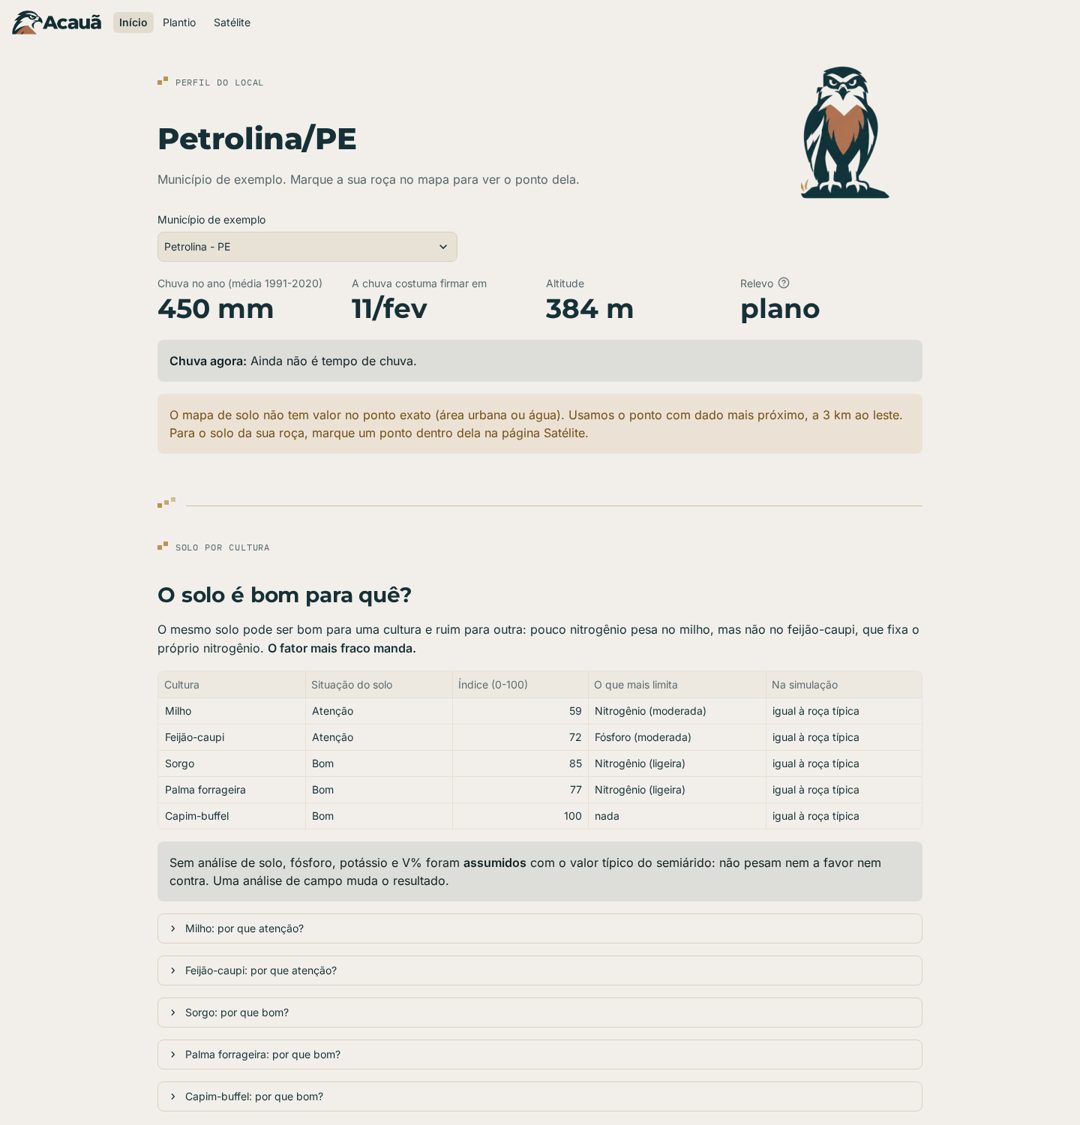 Acauã
Início
Plantio
Satélite
PERFIL DO LOCAL
Petrolina/PE
Município de exemplo. Marque a sua roça no mapa para ver o ponto dela.
Município de exemplo
Petrolina - PE
Chuva no ano (média 1991-2020)
450 mm
A chuva costuma firmar em
11/fev
Altitude
384 m
Relevo
plano
Chuva agora: Ainda não é tempo de chuva.
O mapa de solo não tem valor no ponto exato (área urbana ou água). Usamos o ponto com dado mais próximo, a 3 km ao leste.
Para o solo da sua roça, marque um ponto dentro dela na página Satélite.
SOLO POR CULTURA
O solo é bom para quê?
O mesmo solo pode ser bom para uma cultura e ruim para outra: pouco nitrogênio pesa no milho, mas não no feijão-caupi, que fixa o
próprio nitrogênio. O fator mais fraco manda.
Cultura Situação do solo Índice (0-100) O que mais limita Na simulação
Milho Atenção 59 Nitrogênio (moderada) igual à roça típica
Feijão-caupi Atenção 72 Fósforo (moderada) igual à roça típica
Sorgo Bom 85 Nitrogênio (ligeira) igual à roça típica
Palma forrageira Bom 77 Nitrogênio (ligeira) igual à roça típica
Capim-buffel Bom 100 nada igual à roça típica
Sem análise de solo, fósforo, potássio e V% foram assumidos com o valor típico do semiárido: não pesam nem a favor nem
contra. Uma análise de campo muda o resultado.
Milho: por que atenção?
Feijão-caupi: por que atenção?
Sorgo: por que bom?
Palma forrageira: por que bom?
Capim-buffel: por que bom?